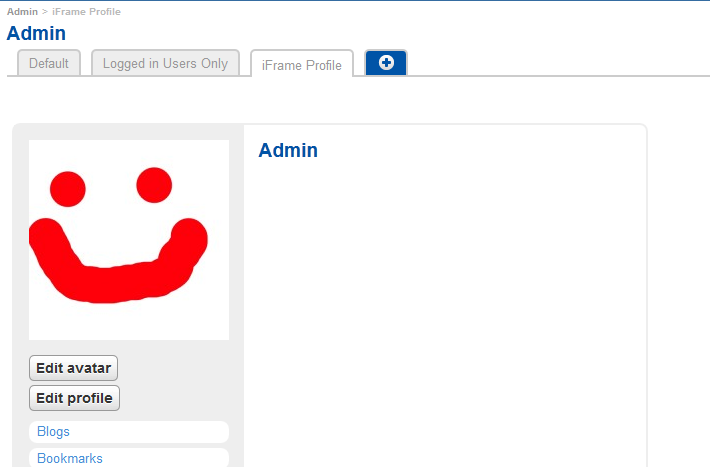 Admin > iFrame Profile
Admin
Default Logged in Users Only iFrame Profile
Admin
Edit avatar
Edit profile
Blogs
Bookmarks